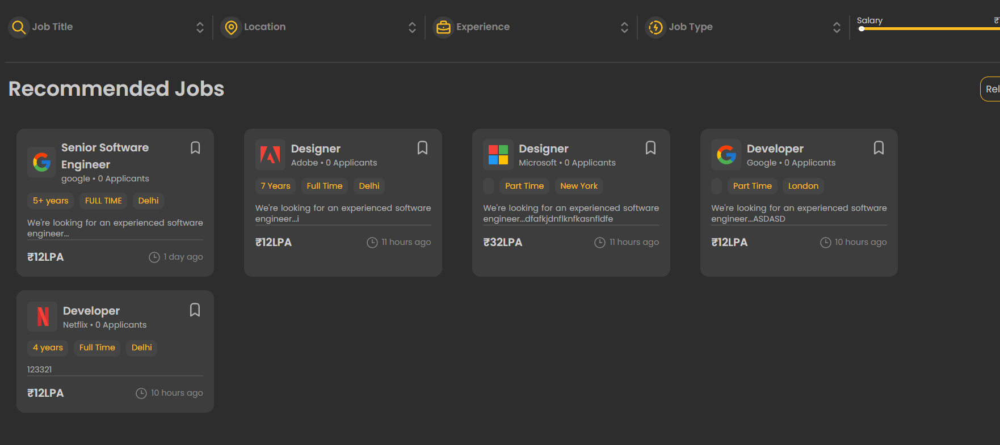 Job Title
Location
Experience
Job Type
Salary
₹
Recommended Jobs
Rel
Senior Software
Engineer
google • 0 Applicants
5+ years
FULL TIME
Delhi
We're looking for an experienced software
engineer...
₹12LPA
1 day ago
Designer
Adobe • 0 Applicants
7 Years
Full Time
Delhi
We're looking for an experienced software
engineer...i
₹12LPA
11 hours ago
Designer
Microsoft • 0 Applicants
Part Time
New York
We're looking for an experienced software
engineer...dfafkjdnflknfkasnfldfe
₹32LPA
11 hours ago
Developer
Google • 0 Applicants
Part Time
London
We're looking for an experienced software
engineer...ASDASD
₹12LPA
10 hours ago
Developer
Netflix • 0 Applicants
4 years
Full Time
Delhi
123321
₹12LPA
10 hours ago